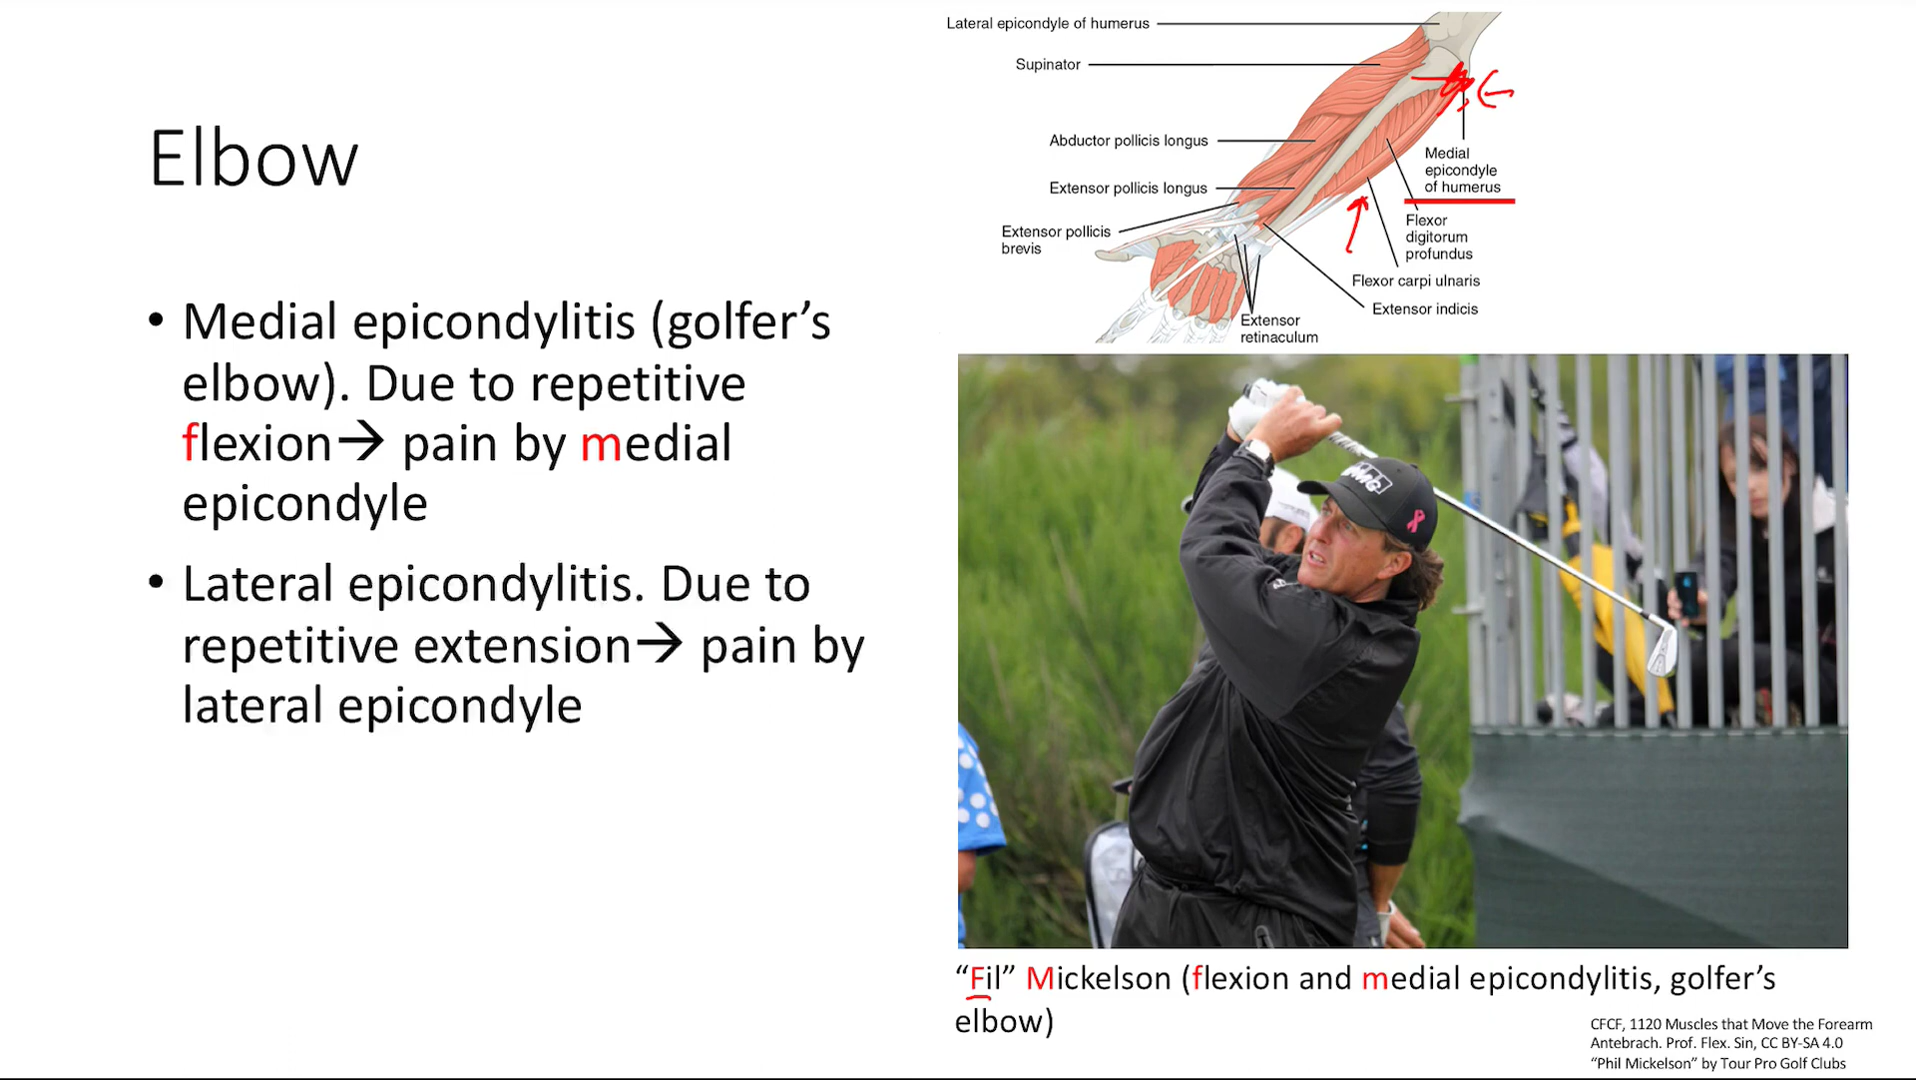 Elbow
• Medial epicondylitis (golfer’s
elbow). Due to repetitive
flexion→ pain by medial
epicondyle
• Lateral epicondylitis. Due to
repetitive extension→ pain by
lateral epicondyle
Lateral epicondyle of humerus
Supinator
Abductor pollicis longus
Extensor pollicis longus
Extensor pollicis
brevis
Medial
epicondyle
of humerus
Flexor
digitorum
profundus
Flexor carpi ulnaris
Extensor indicis
Extensor
retinaculum
KPMG
“Fil” Mickelson (flexion and medial epicondylitis, golfer’s
elbow)
CFCF, 1120 Muscles that Move the Forearm
Antebrach. Prof. Flex. Sin, CC BY-SA 4.0
“Phil Mickelson” by Tour Pro Golf Clubs